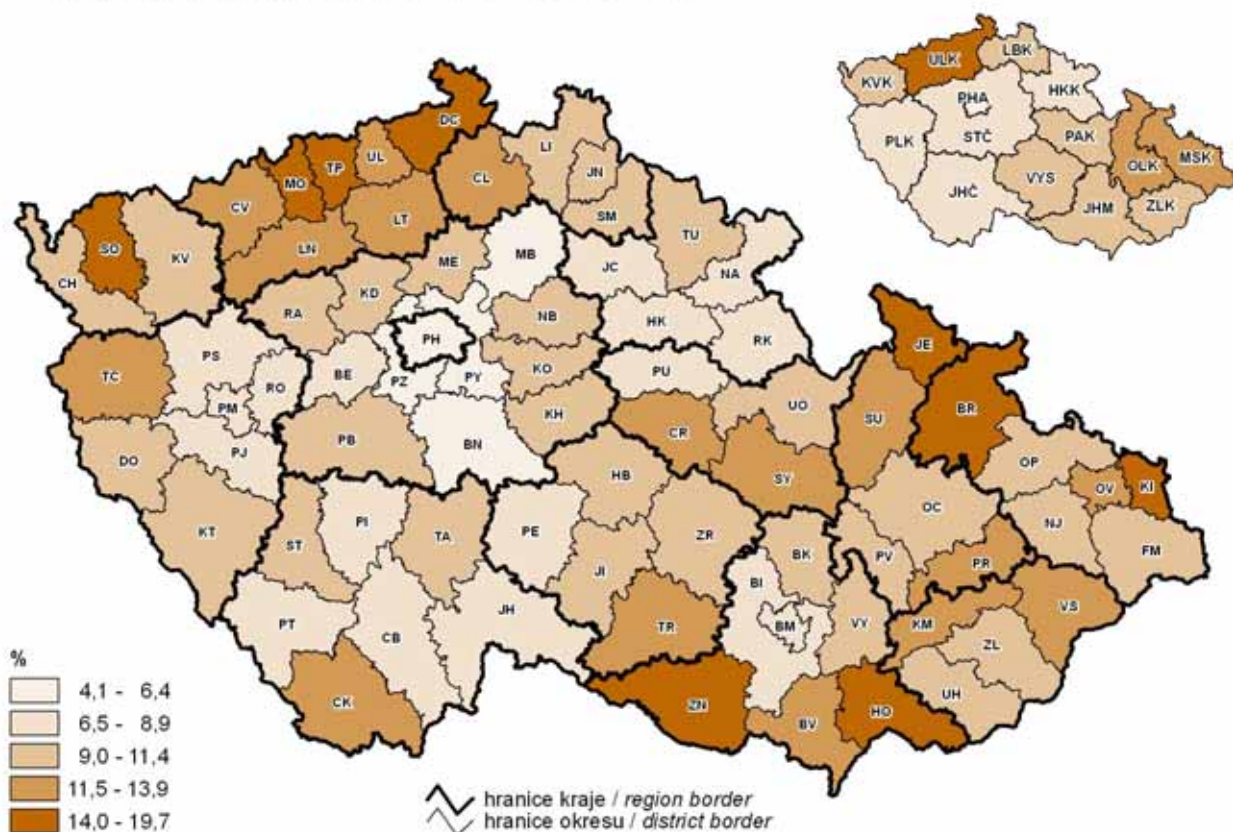 ULK
LBK
KVK
HKK
PHA
STČ
PLK
PAK
OLK
MSK
VYS
JHČ
JHM
ZLK
DC
LI
UL
TP
JN
MO
CL
CV
LT
SM
SO
KV
LN
TU
ME
MB
JC
NA
CH
KD
RA
NB
HK
PH
RK
JE
PS
BE
PZ
PY
KO
PU
TC
RO
PM
KH
UO
BR
SU
CR
PB
BN
PJ
DO
OP
SY
HB
OV
KI
PI
OC
NJ
KT
ST
TA
PE
ZR
BK
PV
PR
FM
JI
BI
JH
VS
PT
CB
TR
BM
VY
KM
ZL
CK
ZN
BV
HO
UH
%
4,1 - 6,4
6,5 - 8,9
9,0 - 11,4
11,5 - 13,9
14,0 - 19,7
hranice kraje / region border
hranice okresu / district border